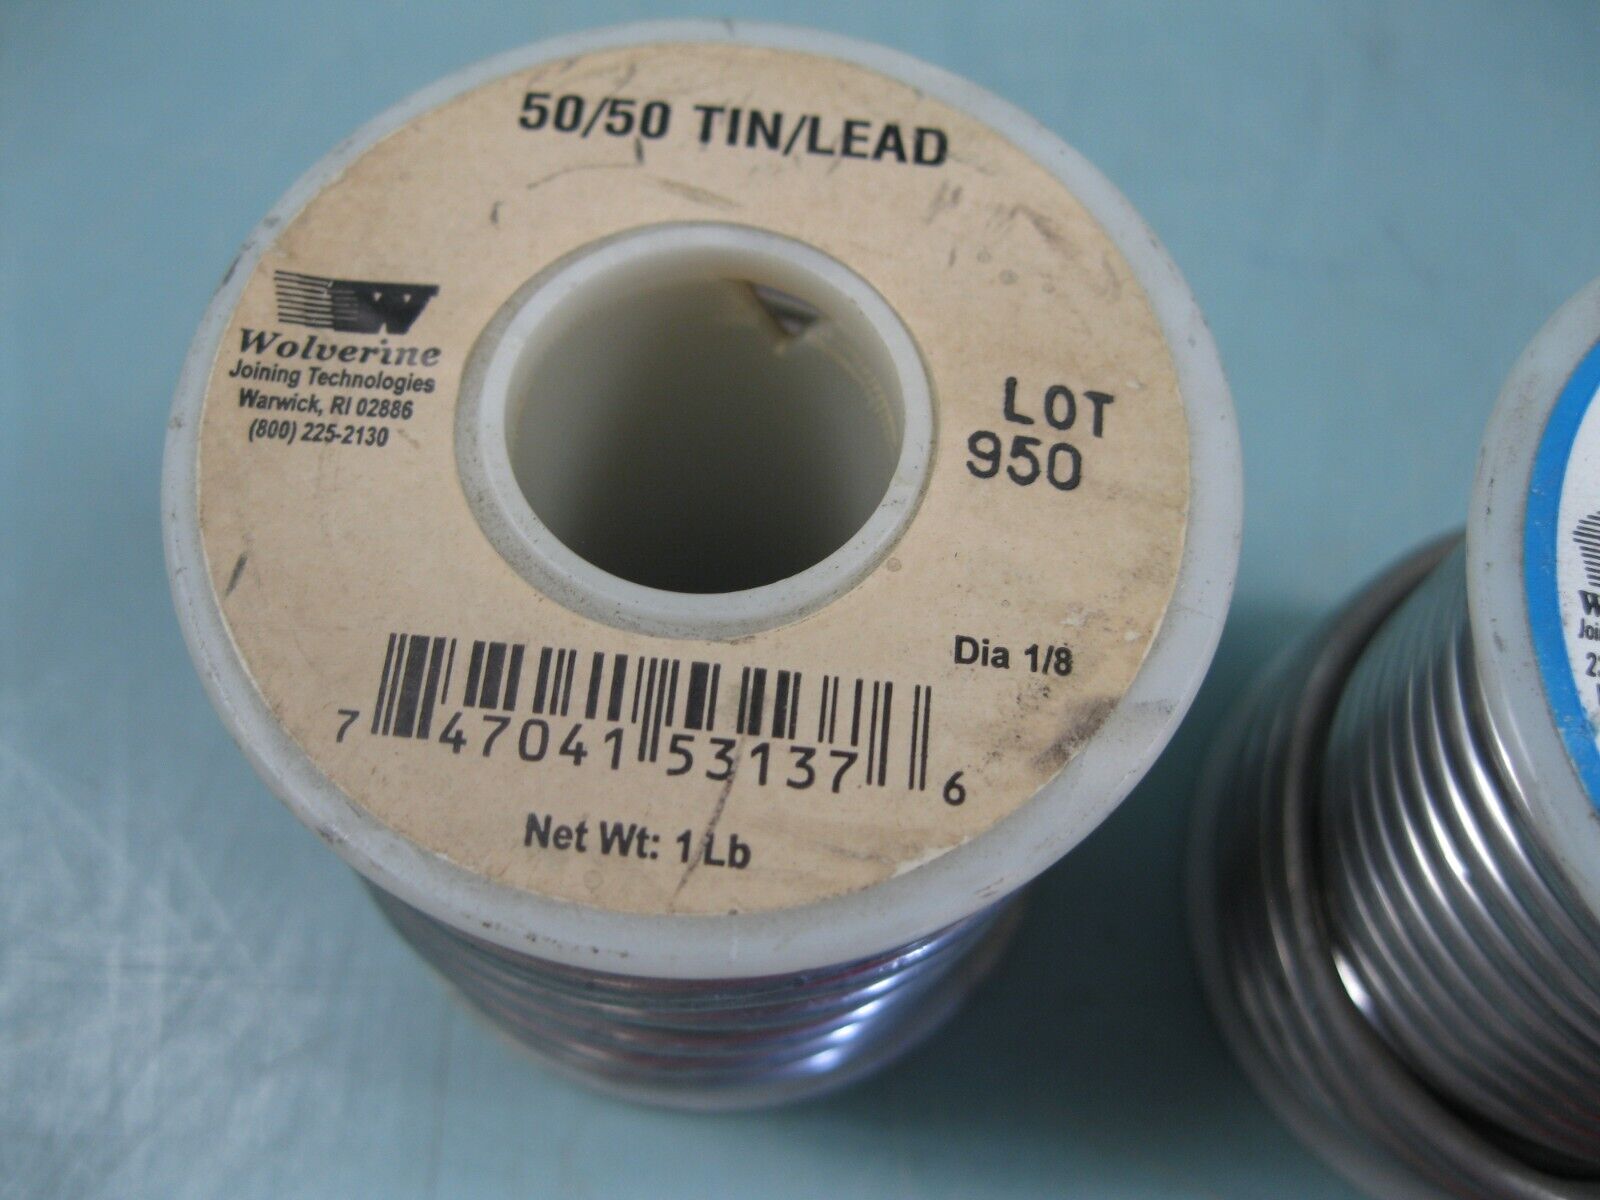 50/50 TIN/LEAD
W
Wolverine
Joining Technologies
Warwick, RI 02886
(800) 225-2130
LOT
950
Dia 1/8
7 47041 53137 6
Net Wt: 1 Lb